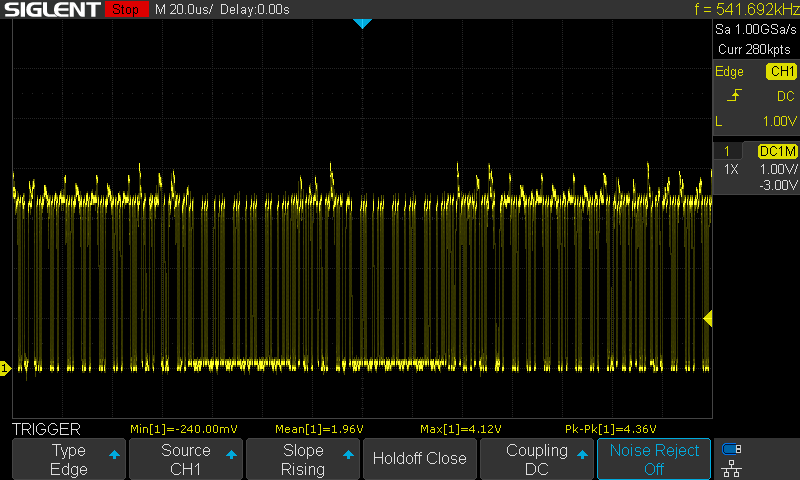 SIGLENT Stop M 20.0us/ Delay:0.00s f = 541.692kHz
Sa 1.00GSa/s
Curr 280kpts
Edge CH1
DC
L 1.00V
1 DC1M
1X 1.00V/
-3.00V
1
TRIGGER Min[1]=-240.00mV Mean[1]=1.96V Max[1]=4.12V Pk-Pk[1]=4.36V
Type Source Slope Holdoff Close Coupling Noise Reject
Edge CH1 Rising DC Off